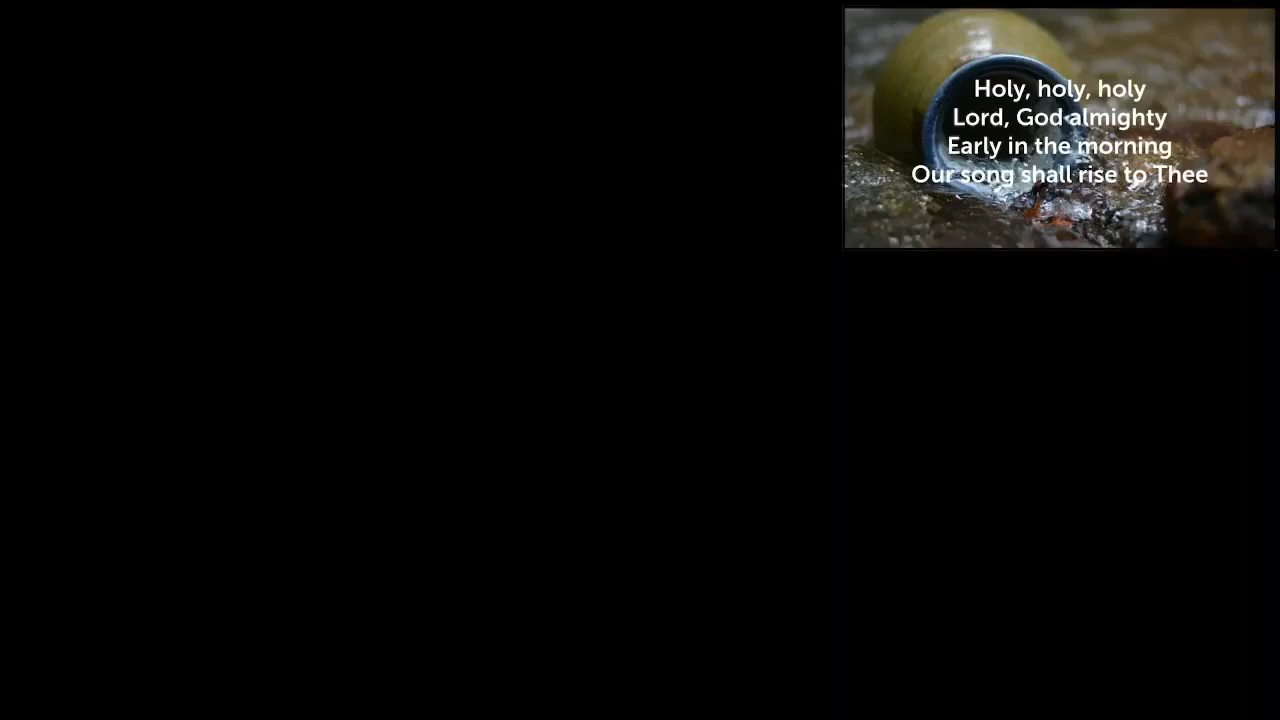 Holy, holy, holy
Lord, God almighty
Early in the morning
Our song shall rise to Thee